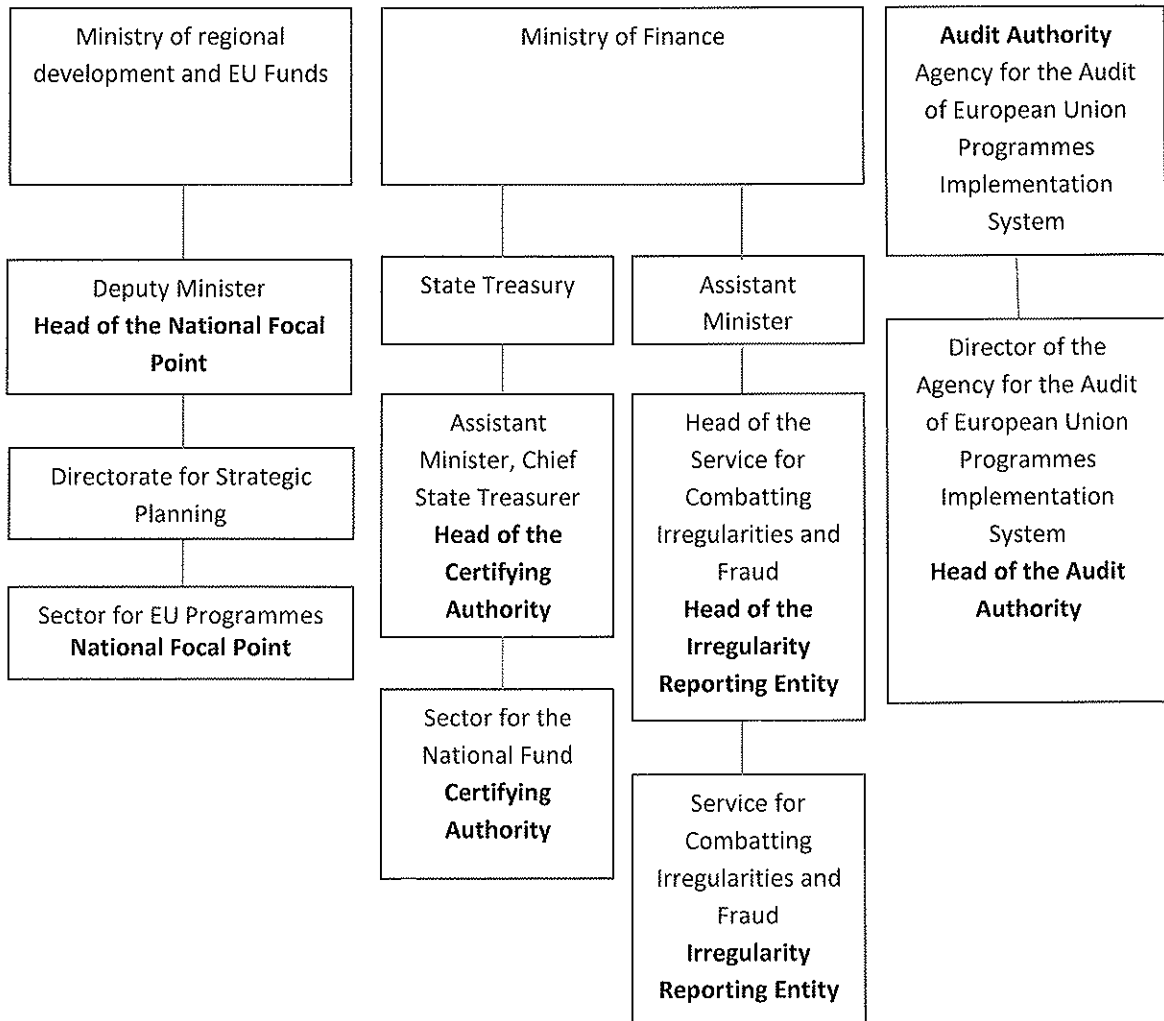 Ministry of regional
development and EU Funds
Deputy Minister
Head of the National Focal
Point
Directorate for Strategic
Planning
Sector for EU Programmes
National Focal Point
Ministry of Finance
State Treasury
Assistant
Minister, Chief
State Treasurer
Head of the
Certifying
Authority
Sector for the
National Fund
Certifying
Authority
Assistant
Minister
Head of the
Service for
Combatting
Irregularities and
Fraud
Head of the
Irregularity
Reporting Entity
Service for
Combatting
Irregularities and
Fraud
Irregularity
Reporting Entity
Audit Authority
Agency for the Audit
of European Union
Programmes
Implementation
System
Director of the
Agency for the Audit
of European Union
Programmes
Implementation
System
Head of the Audit
Authority